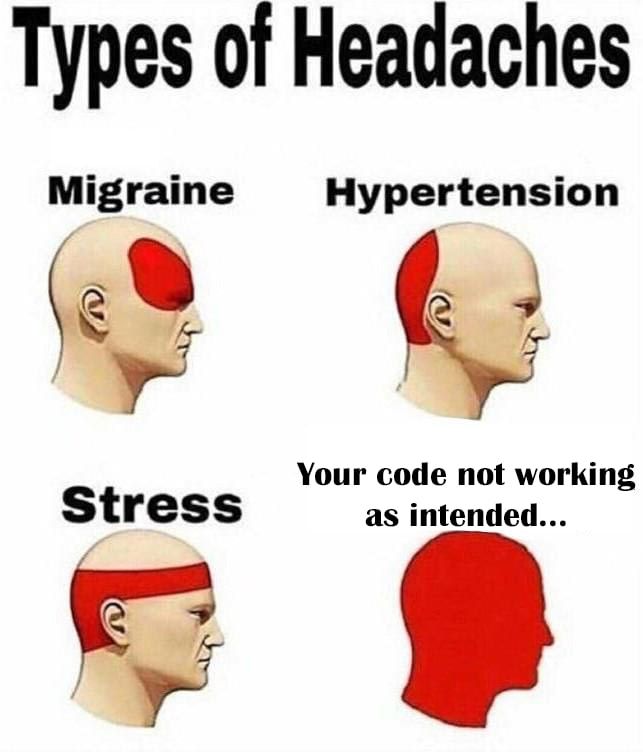 Types of Headaches
Migraine
Hypertension
Stress
Your code not working
as intended...